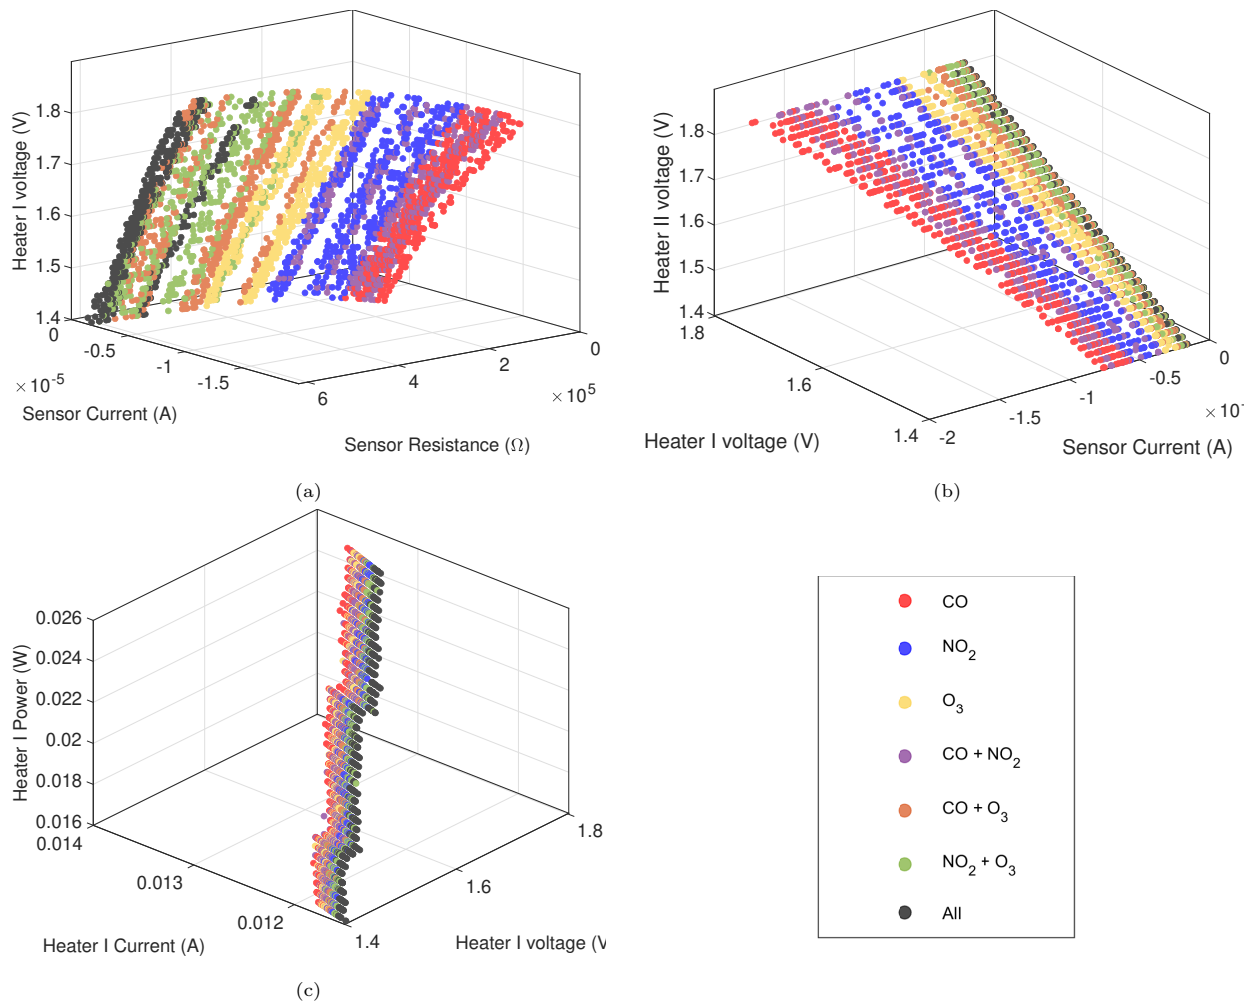 Heater I voltage (V)
1.8
1.7
1.6
1.5
1.4
0
-0.5
-1
-1.5
× 10⁻⁵
Sensor Current (A)
6
4
2
0
× 10⁵
Sensor Resistance (Ω)
(a)
Heater III voltage (V)
1.8
1.7
1.6
1.5
1.4
1.8
1.6
1.4
Heater I voltage (V)
-2
-1.5
-1
-0.5
0
× 10⁻
Sensor Current (A)
(b)
Heater I Power (W)
0.026
0.024
0.022
0.02
0.018
0.016
0.014
0.013
0.012
Heater I Current (A)
1.4
1.6
1.8
Heater I voltage (V
(c)
CO
NO₂
O₃
CO + NO₂
CO + O₃
NO₂ + O₃
All